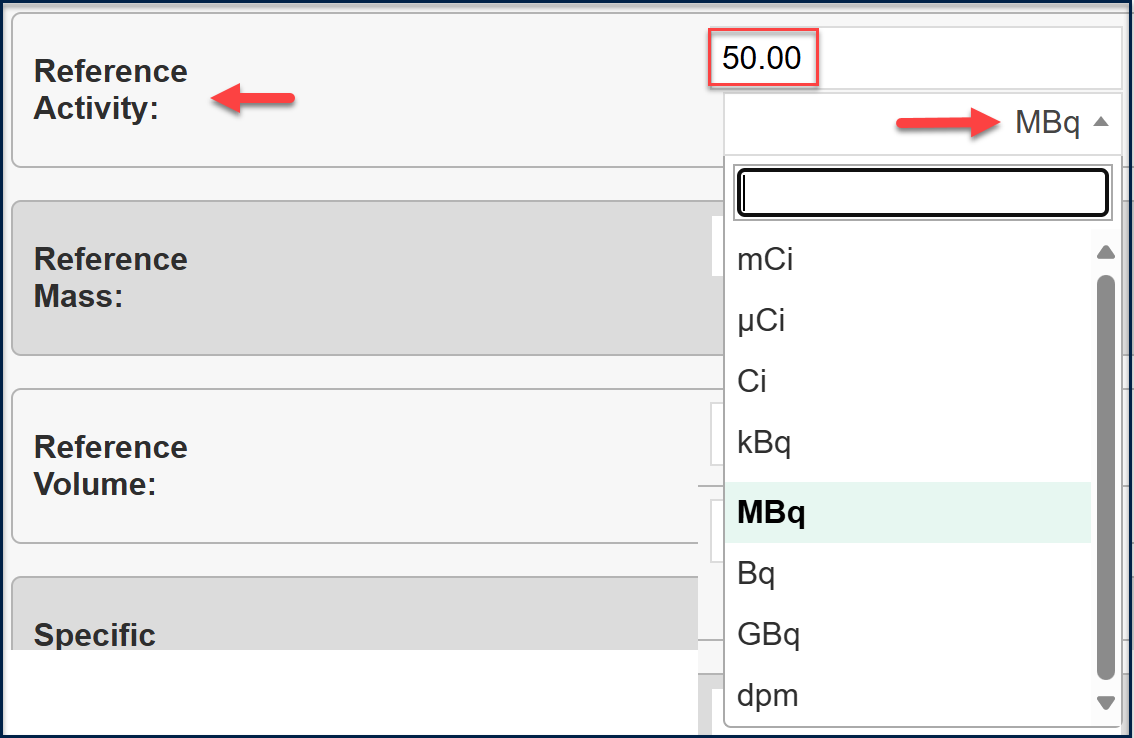 Reference
Activity:
50.00
MBq
Reference
Mass:
Reference
Volume:
Specific
mCi
µCi
Ci
kBq
MBq
Bq
GBq
dpm